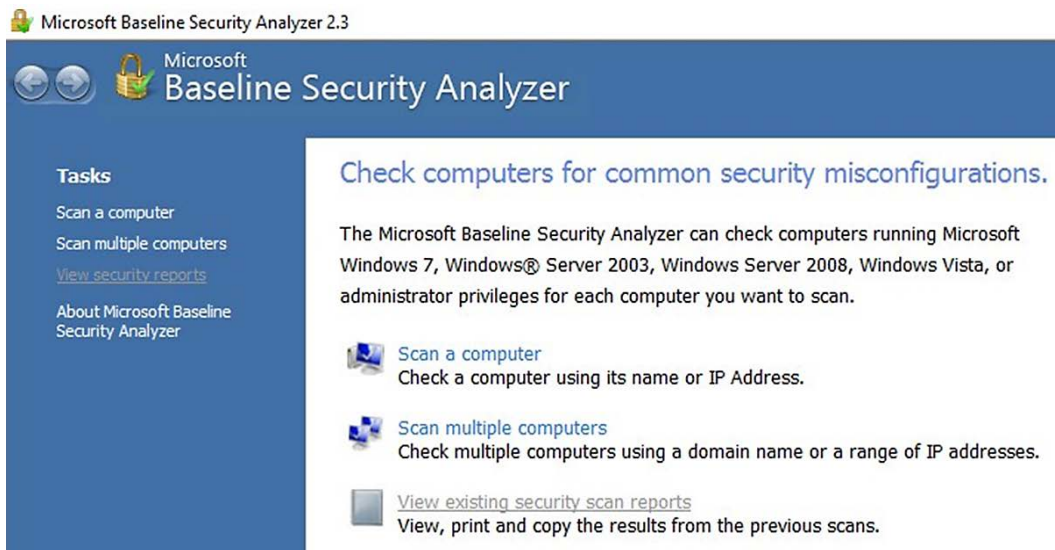 Microsoft Baseline Security Analyzer 2.3
Microsoft
Baseline Security Analyzer
Tasks
Scan a computer
Scan multiple computers
View security reports
About Microsoft Baseline
Security Analyzer
Check computers for common security misconfigurations.
The Microsoft Baseline Security Analyzer can check computers running Microsoft
Windows 7, Windows® Server 2003, Windows Server 2008, Windows Vista, or
administrator privileges for each computer you want to scan.
Scan a computer
Check a computer using its name or IP Address.
Scan multiple computers
Check multiple computers using a domain name or a range of IP addresses.
View existing security scan reports
View, print and copy the results from the previous scans.